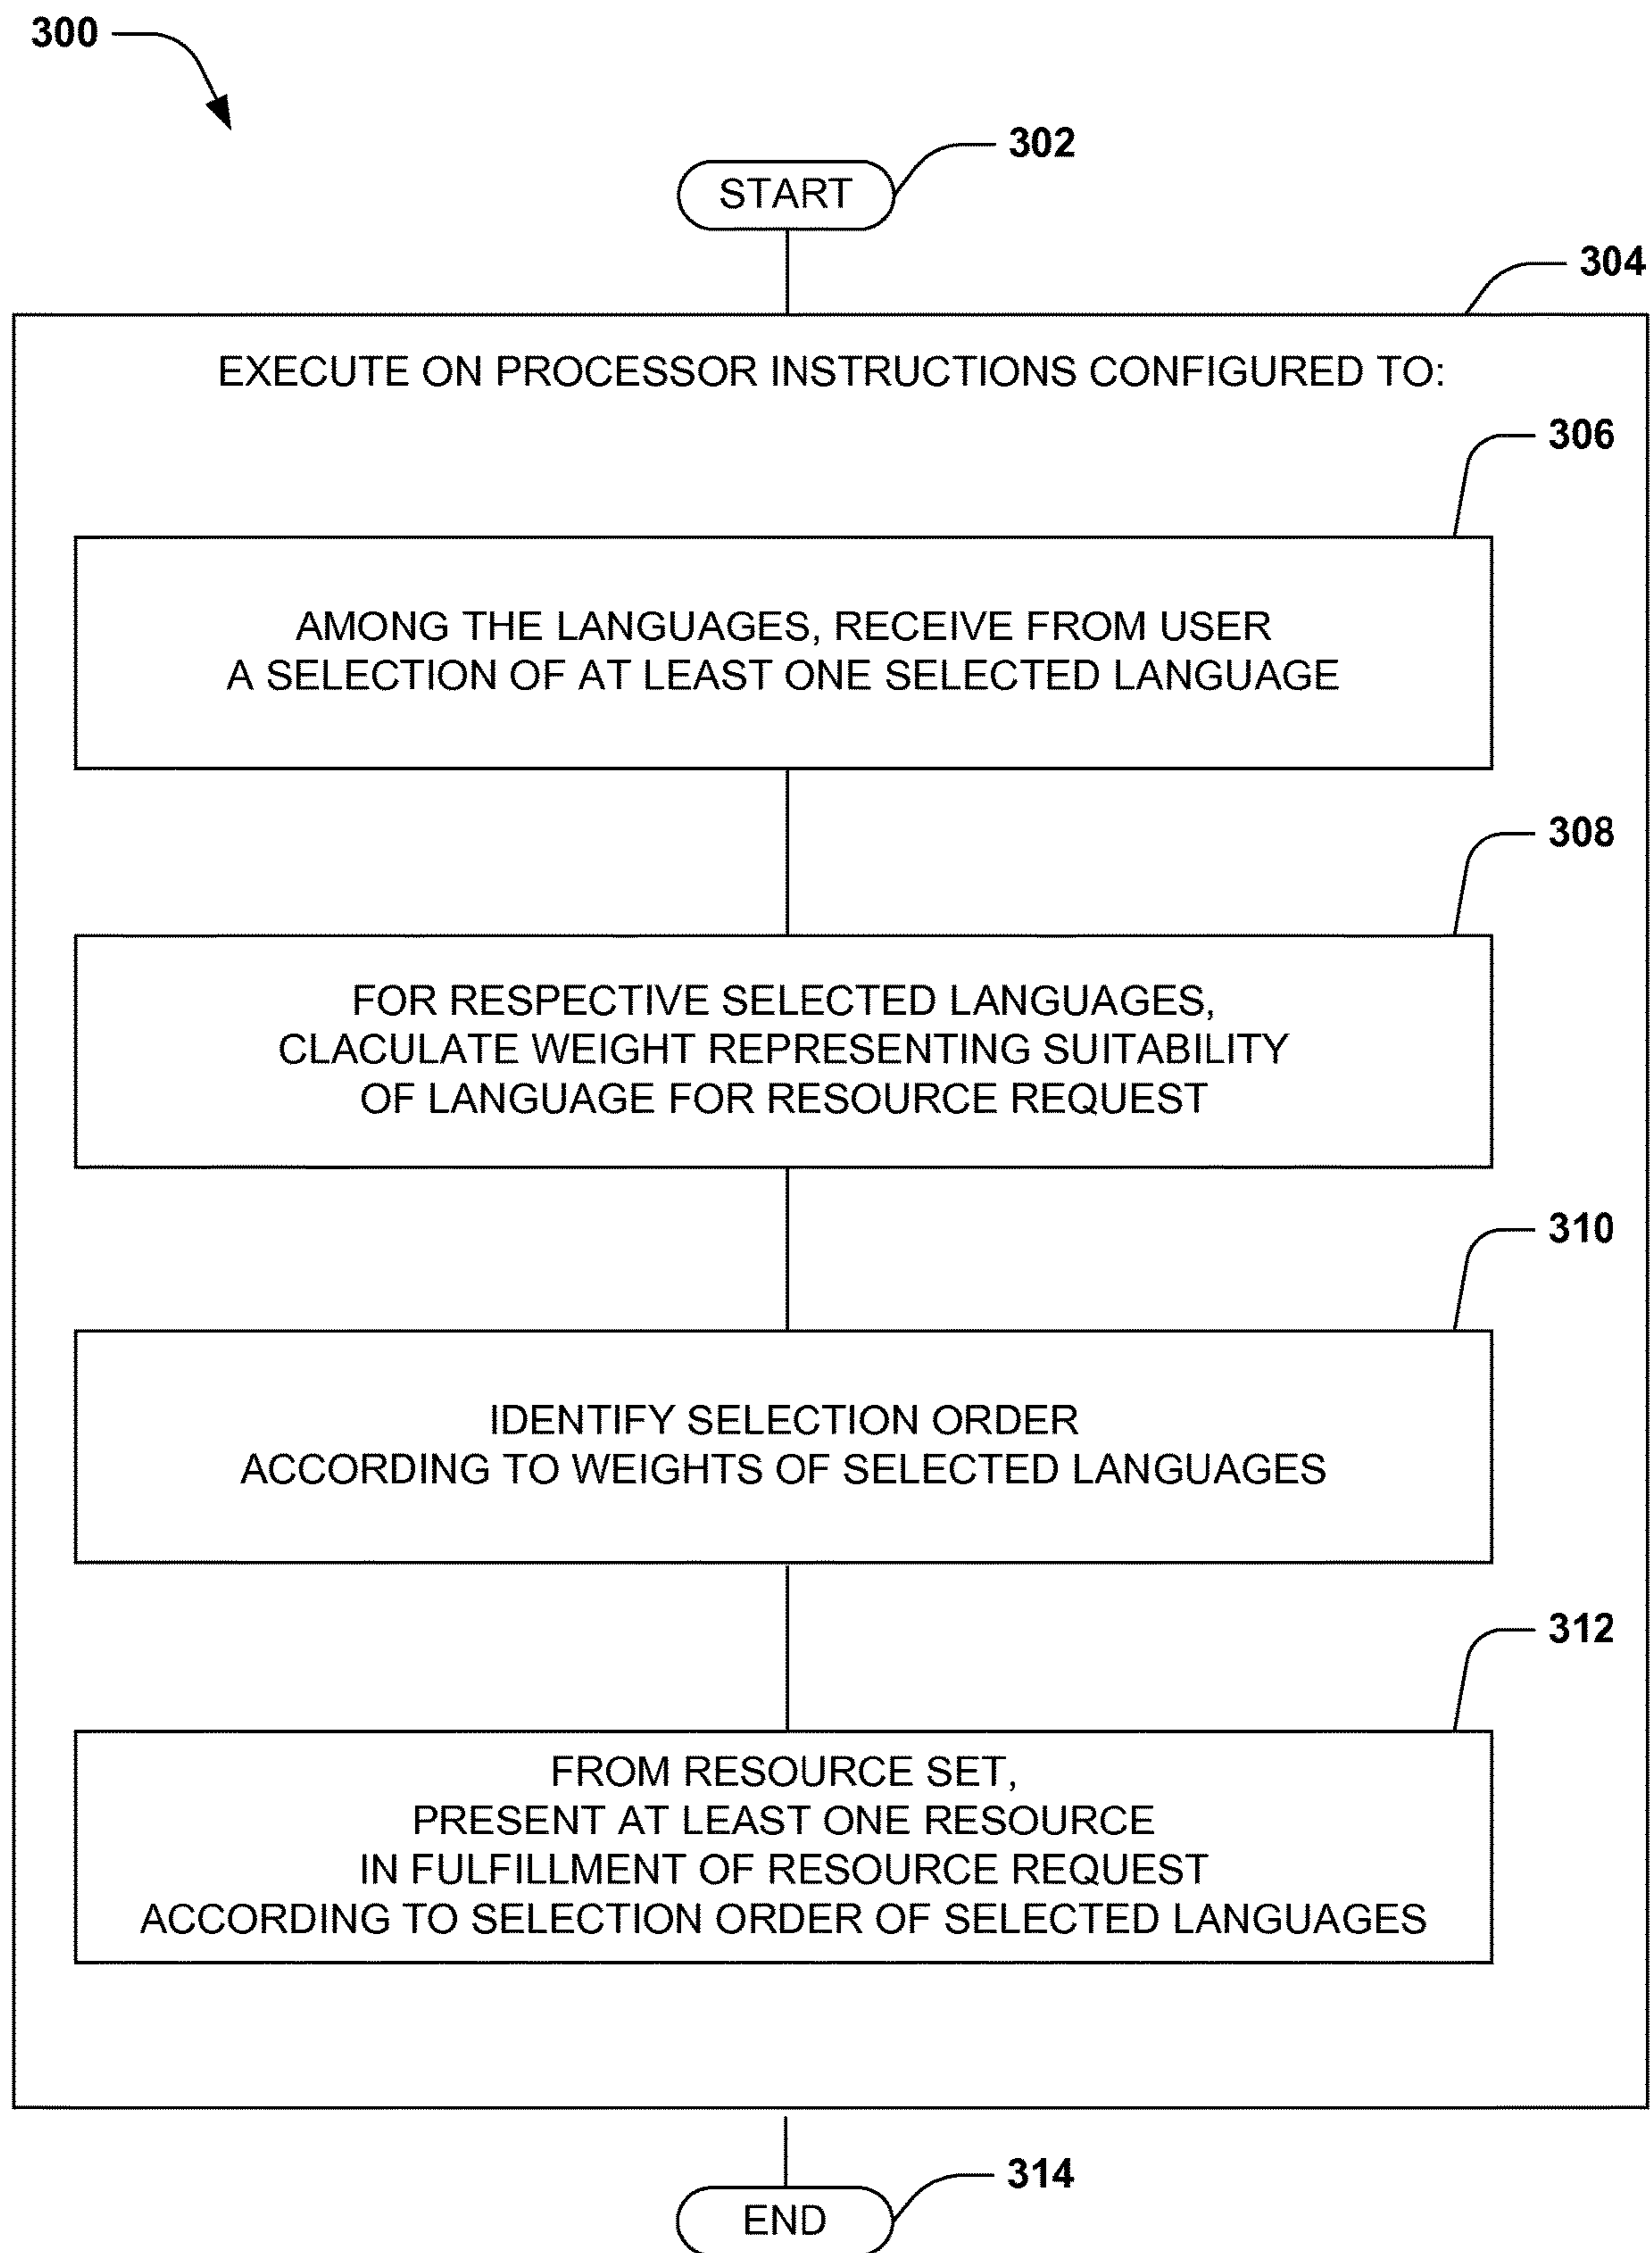 300
302
START
304
EXECUTE ON PROCESSOR INSTRUCTIONS CONFIGURED TO:
306
AMONG THE LANGUAGES, RECEIVE FROM USER
A SELECTION OF AT LEAST ONE SELECTED LANGUAGE
308
FOR RESPECTIVE SELECTED LANGUAGES,
CLACULATE WEIGHT REPRESENTING SUITABILITY
OF LANGUAGE FOR RESOURCE REQUEST
310
IDENTIFY SELECTION ORDER
ACCORDING TO WEIGHTS OF SELECTED LANGUAGES
312
FROM RESOURCE SET,
PRESENT AT LEAST ONE RESOURCE
IN FULFILLMENT OF RESOURCE REQUEST
ACCORDING TO SELECTION ORDER OF SELECTED LANGUAGES
314
END